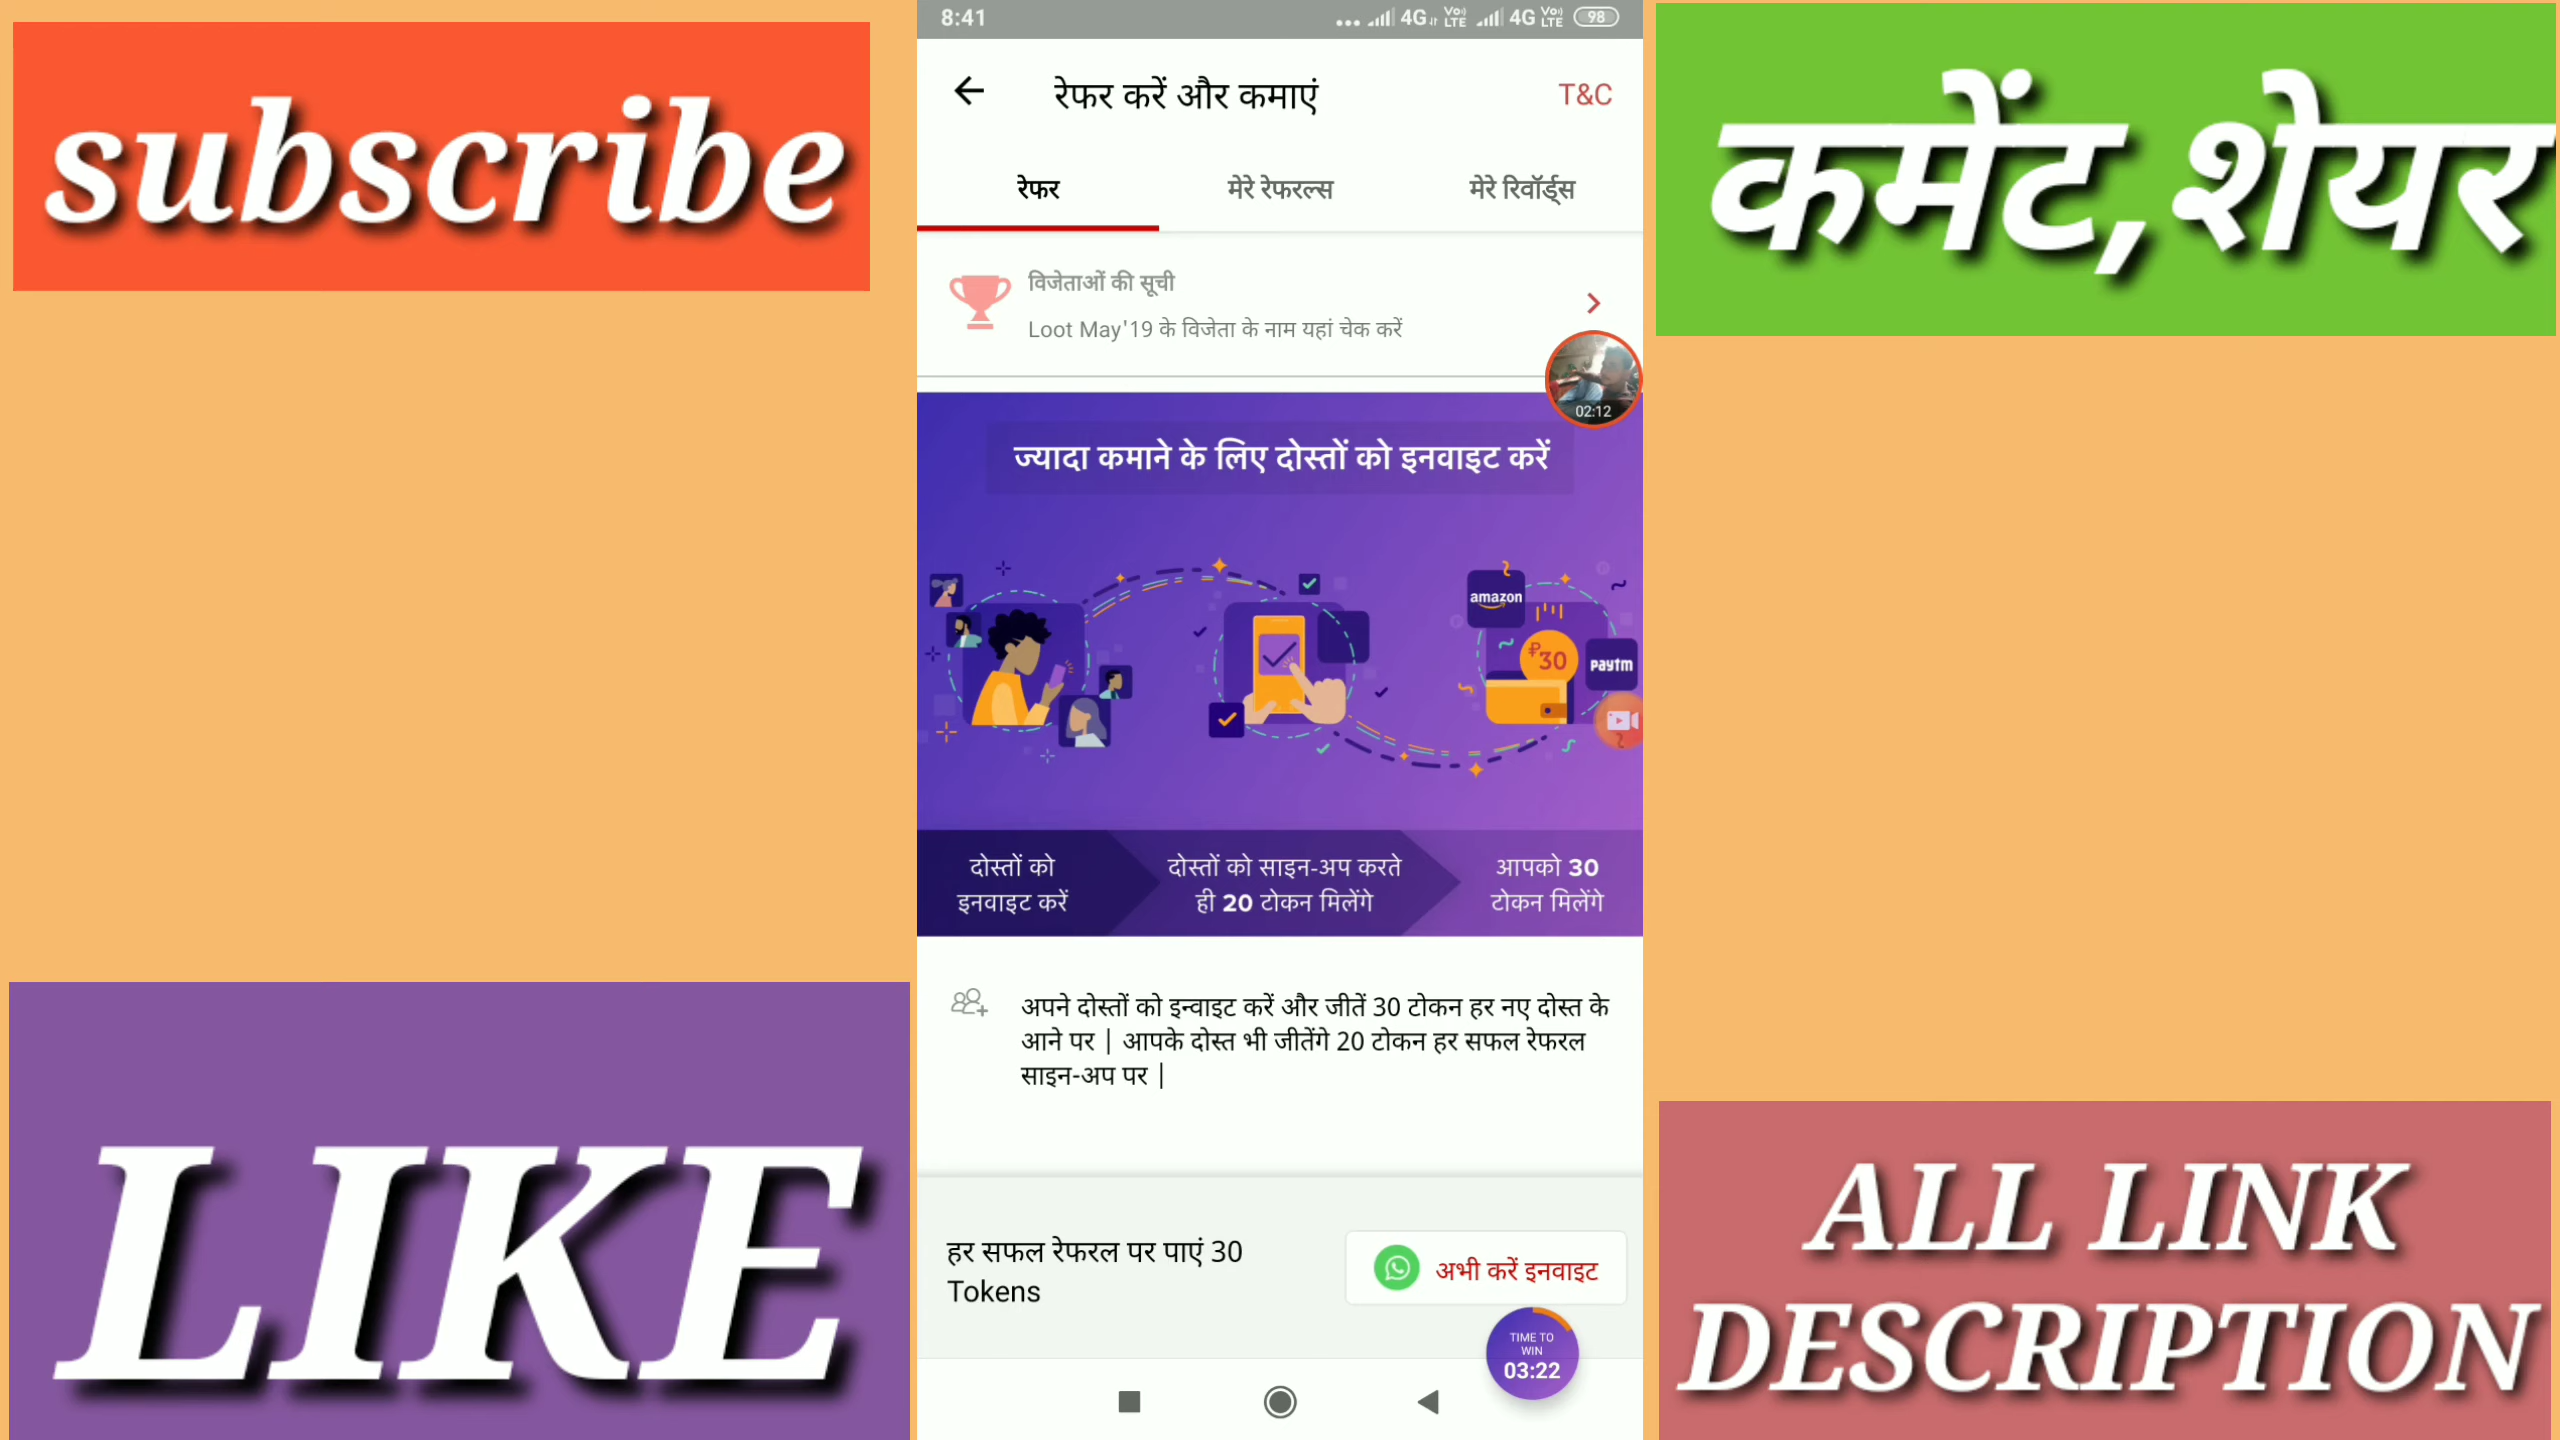 subscribe
8:41
4G
Vo)
LTE
4G
Vo)
LTE
98
रेफर करें और कमाएं
T&C
रेफर
मेरे रेफरल्स
मेरे रिवॉर्ड्स
विजेताओं की सूची
Loot May'19 के विजेता के नाम यहां चेक करें
02:12
ज्यादा कमाने के लिए दोस्तों को इनवाइट करें
amazon
₽30
paytm
दोस्तों को
इनवाइट करें
दोस्तों को साइन-अप करते
ही 20 टोकन मिलेंगे
आपको 30
टोकन मिलेंगे
अपने दोस्तों को इन्वाइट करें और जीतें 30 टोकन हर नए दोस्त के
आने पर | आपके दोस्त भी जीतेंगे 20 टोकन हर सफल रेफरल
साइन-अप पर |
हर सफल रेफरल पर पाएं 30
Tokens
अभी करें इनवाइट
TIME TO
WIN
03:22
कमेंट,शेयर
LIKE
ALL LINK
DESCRIPTION